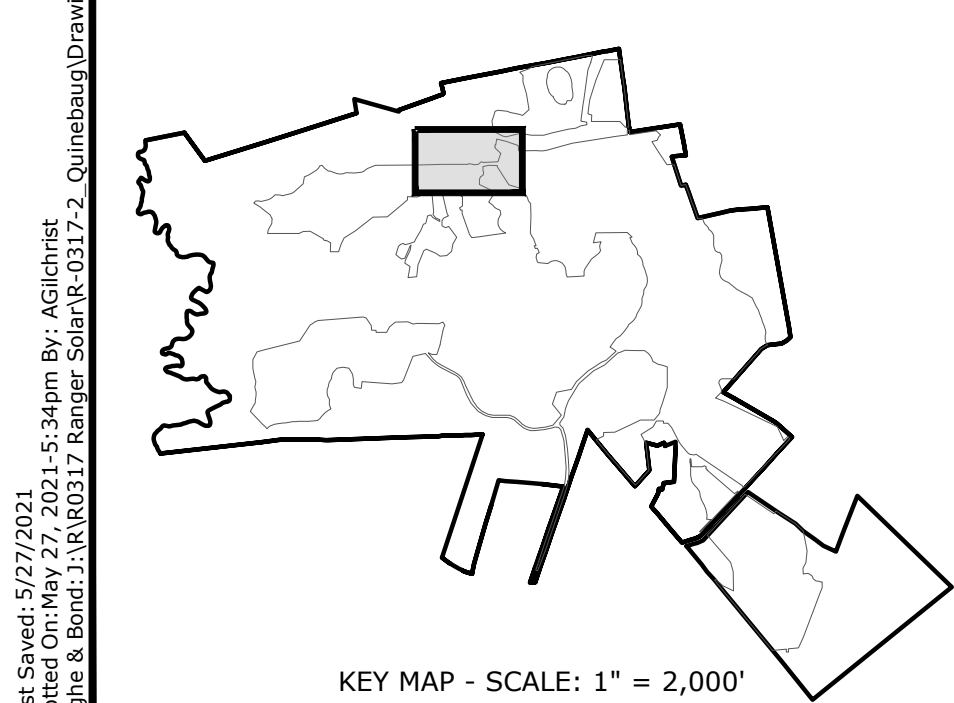 st Saved: 5/27/2021
otted On:May 27, 2021-5:34pm By: AGilchrist
ghe & Bond: J:\R\R0317 Ranger Solar\R-0317-2_Quinebaug\Drawi
KEY MAP - SCALE: 1" = 2,000'